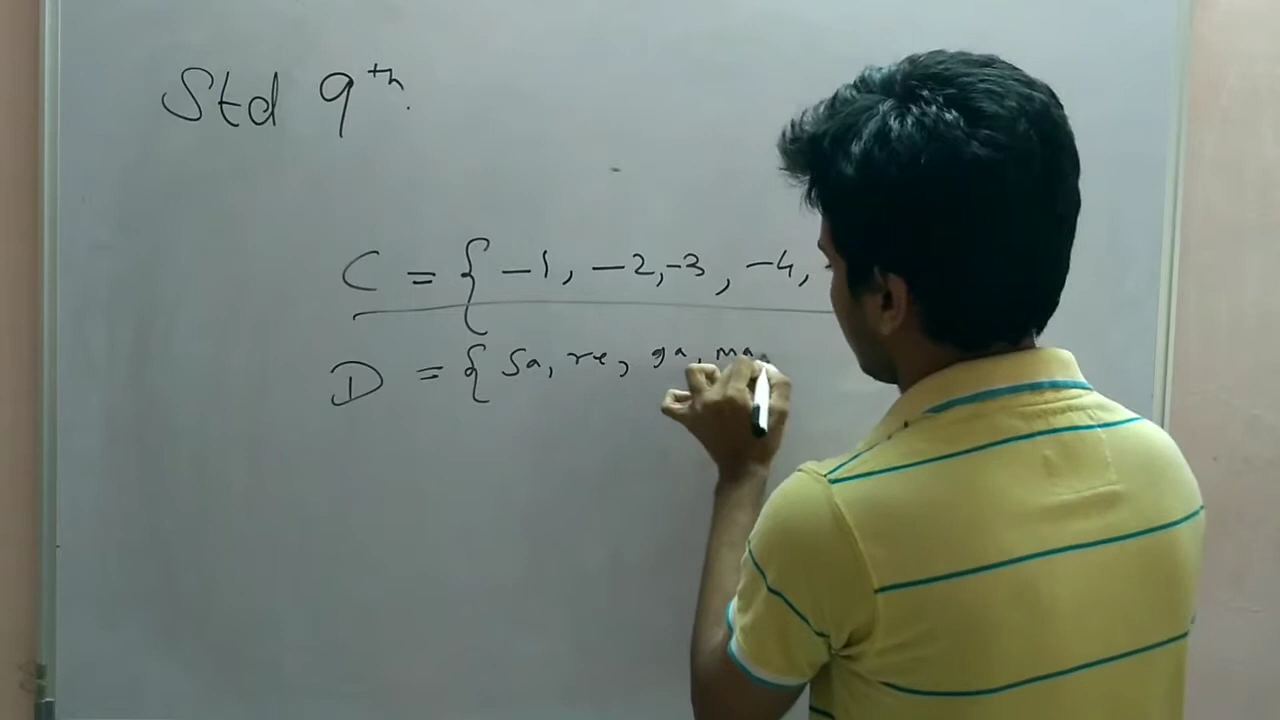 Std 9th.
C = { -1, -2, -3, -4,
D = { Sa, re, ga, ma,